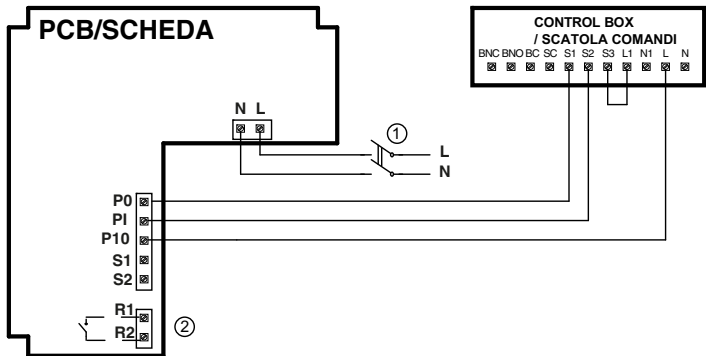 PCB/SCHEDA
CONTROL BOX
/ SCATOLA COMANDI
BNC BNO BC SC S1 S2 S3 L1 N1 L N
N L
1
L
N
P0
PI
P10
S1
S2
R1
R2
2